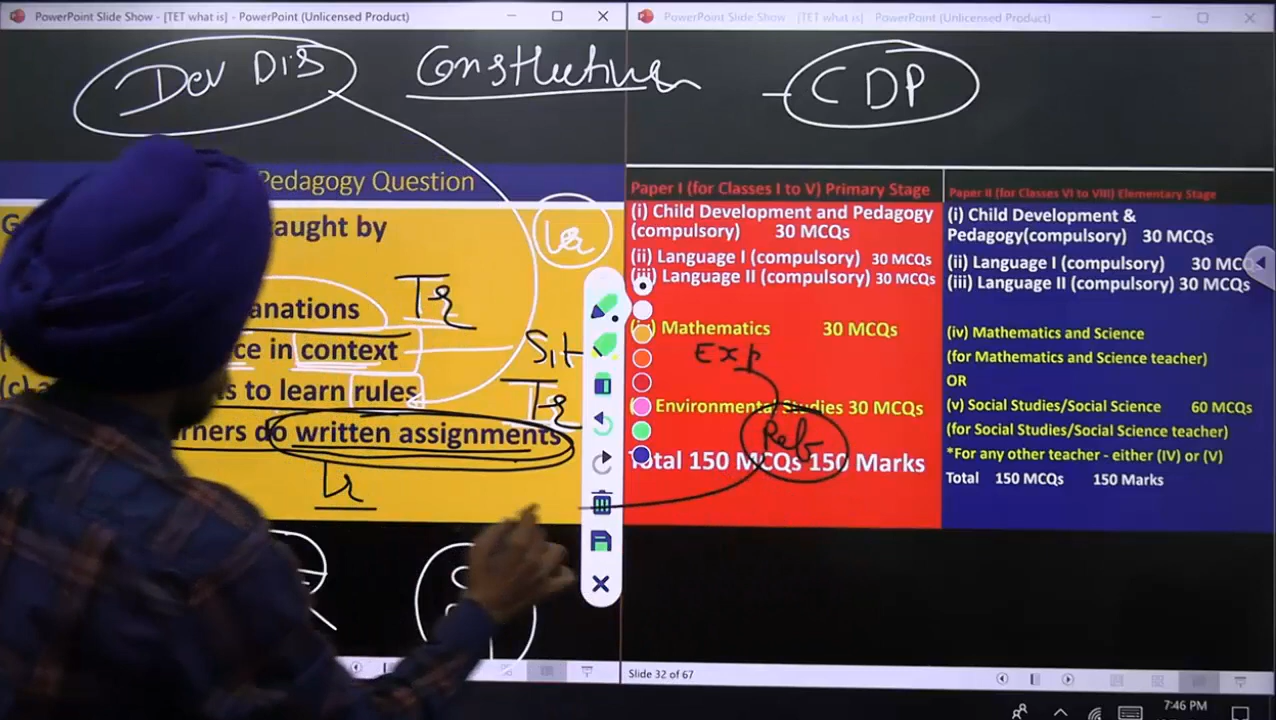 PowerPoint Slide Show - [TET what is] - PowerPoint (Unlicensed Product)
PowerPoint Slide Show - [TET what is] - PowerPoint (Unlicensed Product)
Dev Dis
CDP
Pedagogy Question
taught by
anations
Tr
ce in context
Sit
(c) a
s to learn rules
Tr
rners do written assignments
Lr
Lr
Paper I (for Classes I to V) Primary Stage
(i) Child Development and Pedagogy
(compulsory) 30 MCQs
(ii) Language I (compulsory) 30 MCQs
(iii) Language II (compulsory) 30 MCQs
Mathematics 30 MCQs
Exp
Environmental Studies 30 MCQs
Total 150 MCQs 150 Marks
Paper II (for Classes VI to VIII) Elementary Stage
(i) Child Development &
Pedagogy(compulsory) 30 MCQs
(ii) Language I (compulsory) 30 MCQ
(iii) Language II (compulsory) 30 MCQs
(iv) Mathematics and Science
(for Mathematics and Science teacher)
OR
(v) Social Studies/Social Science 60 MCQs
(for Social Studies/Social Science teacher)
*For any other teacher - either (IV) or (V)
Total 150 MCQs 150 Marks
Slide 32 of 67
7:46 PM